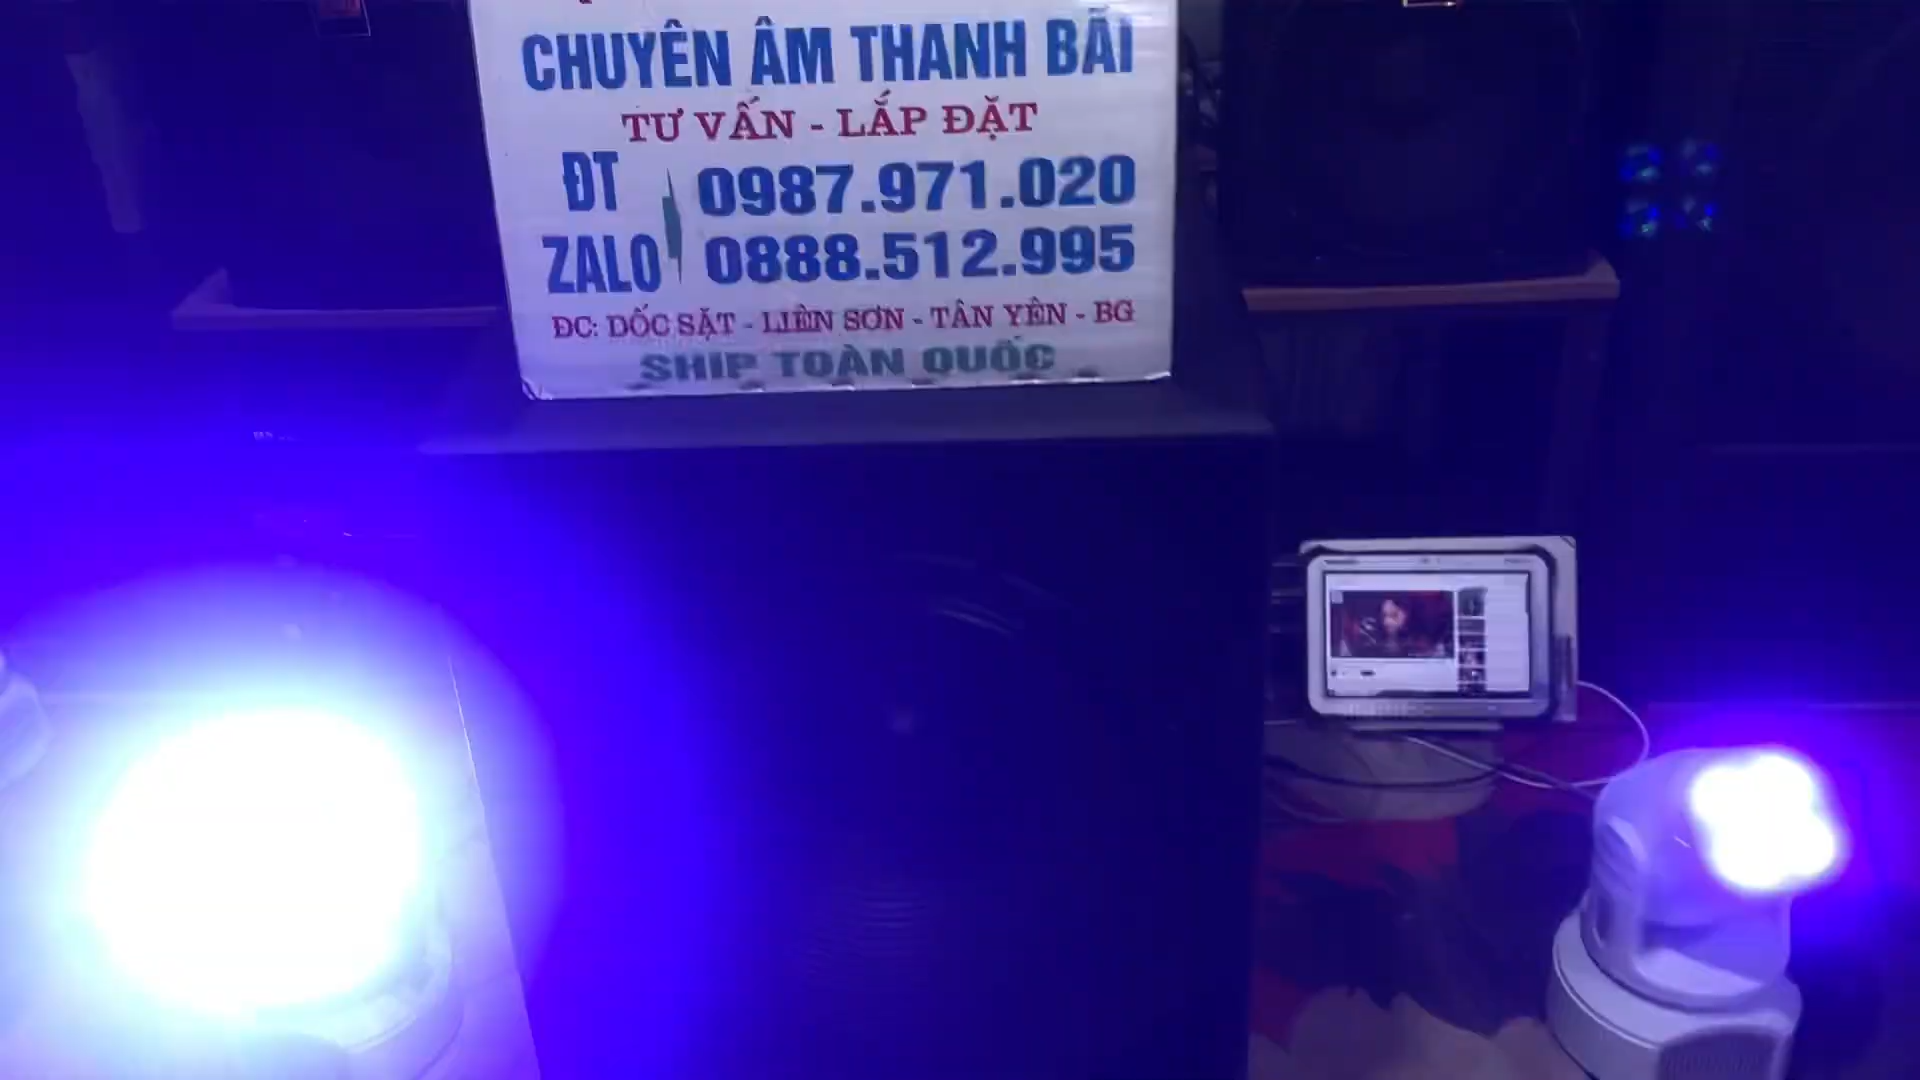 CHUYÊN ÂM THANH BÃI
TƯ VẤN - LẮP ĐẶT
ĐT 0987.971.020
ZALO 0888.512.995
ĐC: DỐC SẶT - LIÊN SƠN - TÂN YÊN - BG
SHIP TOÀN QUỐC